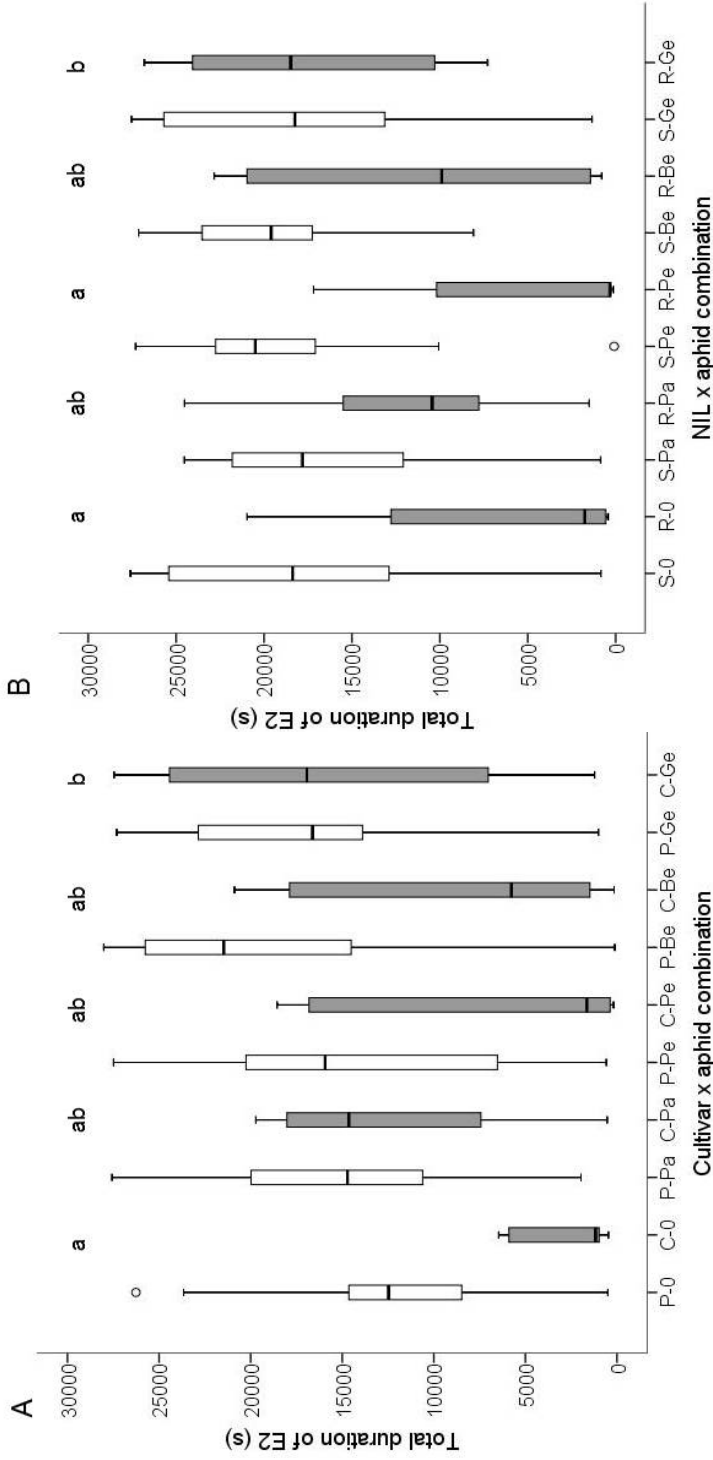 A
Total duration of E2 (s)
30000
25000
20000
15000
10000
5000
0
a
ab
ab
ab
b
P-0 C-0 P-Pa C-Pa P-Pe C-Pe P-Be C-Be P-Ge C-Ge
Cultivar x aphid combination
B
Total duration of E2 (s)
30000
25000
20000
15000
10000
5000
0
a
ab
a
ab
b
S-0 R-0 S-Pa R-Pa S-Pe R-Pe S-Be R-Be S-Ge R-Ge
NIL x aphid combination